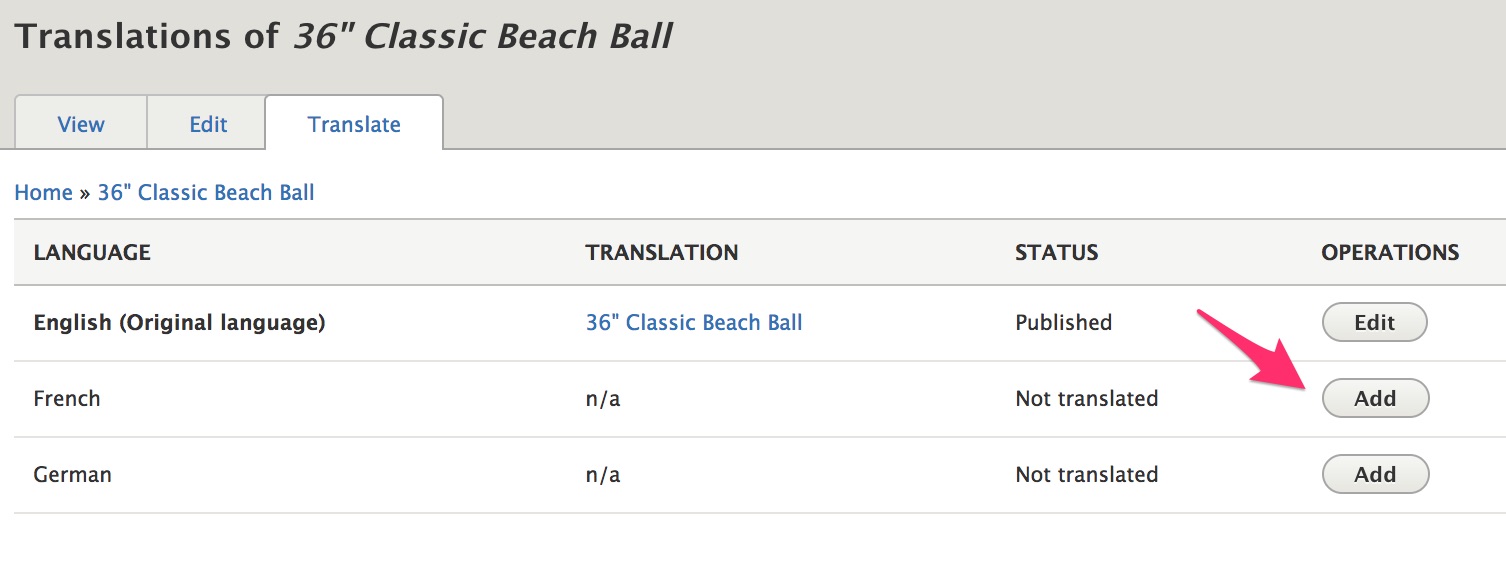 Translations of 36" Classic Beach Ball
View Edit Translate
Home » 36" Classic Beach Ball
LANGUAGE TRANSLATION STATUS OPERATIONS
English (Original language) 36" Classic Beach Ball Published Edit
French n/a Not translated Add
German n/a Not translated Add